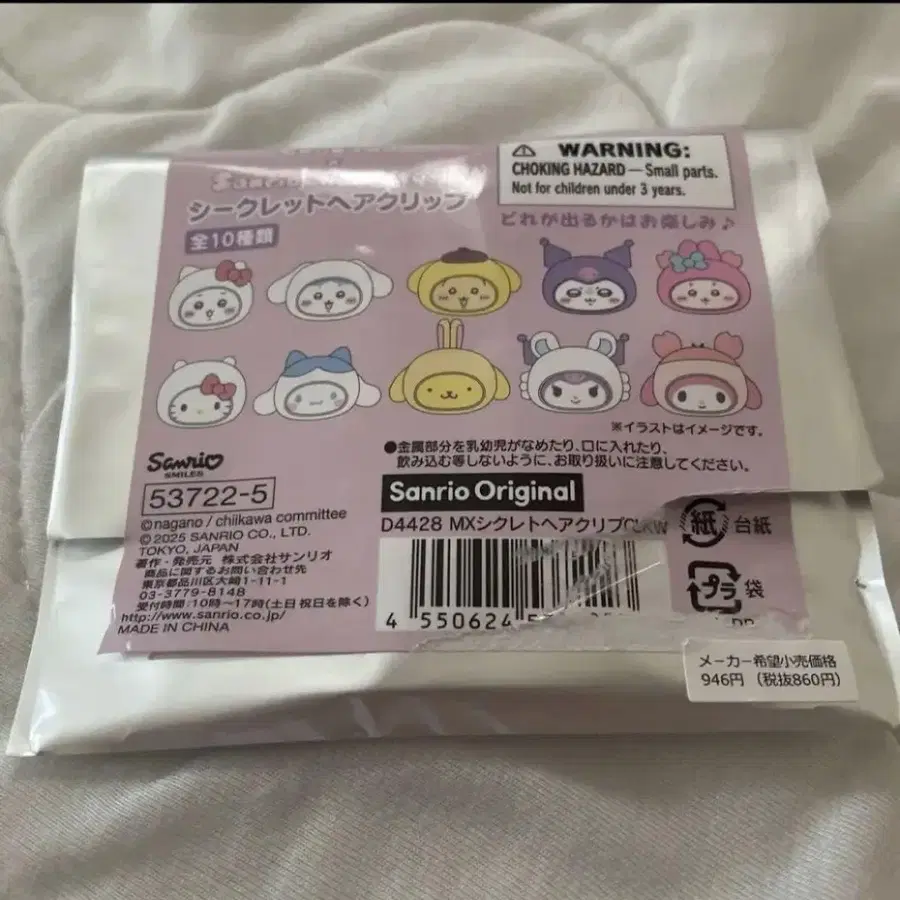 WARNING:
CHOKING HAZARD — Small parts.
Not for children under 3 years.
シークレットヘアクリップ
どれが出るかはお楽しみ♪
全10種類
※イラストはイメージです。
●金属部分を乳幼児がなめたり、口に入れたり、
飲み込む等しないように、お取り扱いに注意してください。
Sanrio
SMILES
53722-5
©nagano / chiikawa committee
©2025 SANRIO CO., LTD.
TOKYO, JAPAN
著作・発売元 株式会社サンリオ
商品に関するお問い合わせ先
東京都品川区大崎1-11-1
03-3779-8148
受付時間:10時〜17時(土日 祝日を除く)
http://www.sanrio.co.jp/
MADE IN CHINA
Sanrio Original
D4428 MXシクレトヘアクリプCLKW
4 550624
紙 台紙
プラ 袋
メーカー希望小売価格
946円 (税抜860円)